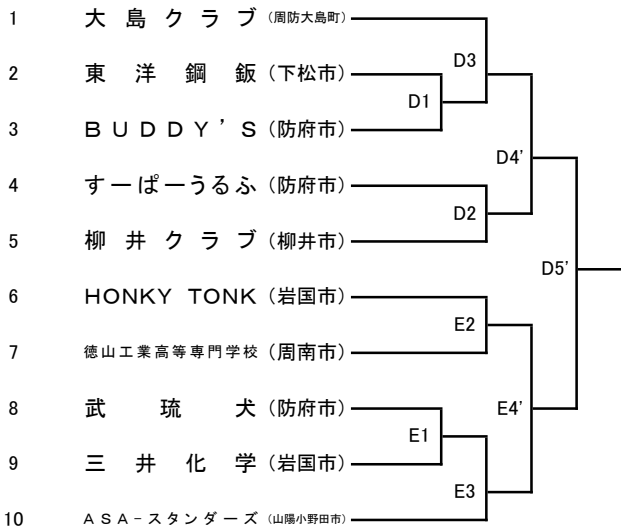 1 大島クラブ (周防大島町)
D3
2 東洋鋼鈑 (下松市)
D1
3 BUDDY'S (防府市)
D4'
4 すーぱーうるふ (防府市)
D2
5 柳井クラブ (柳井市)
D5'
6 HONKY TONK (岩国市)
E2
7 徳山工業高等専門学校 (周南市)
8 武琉犬 (防府市)
E4'
E1
9 三井化学 (岩国市)
E3
10 ASA-スタンダーズ (山陽小野田市)